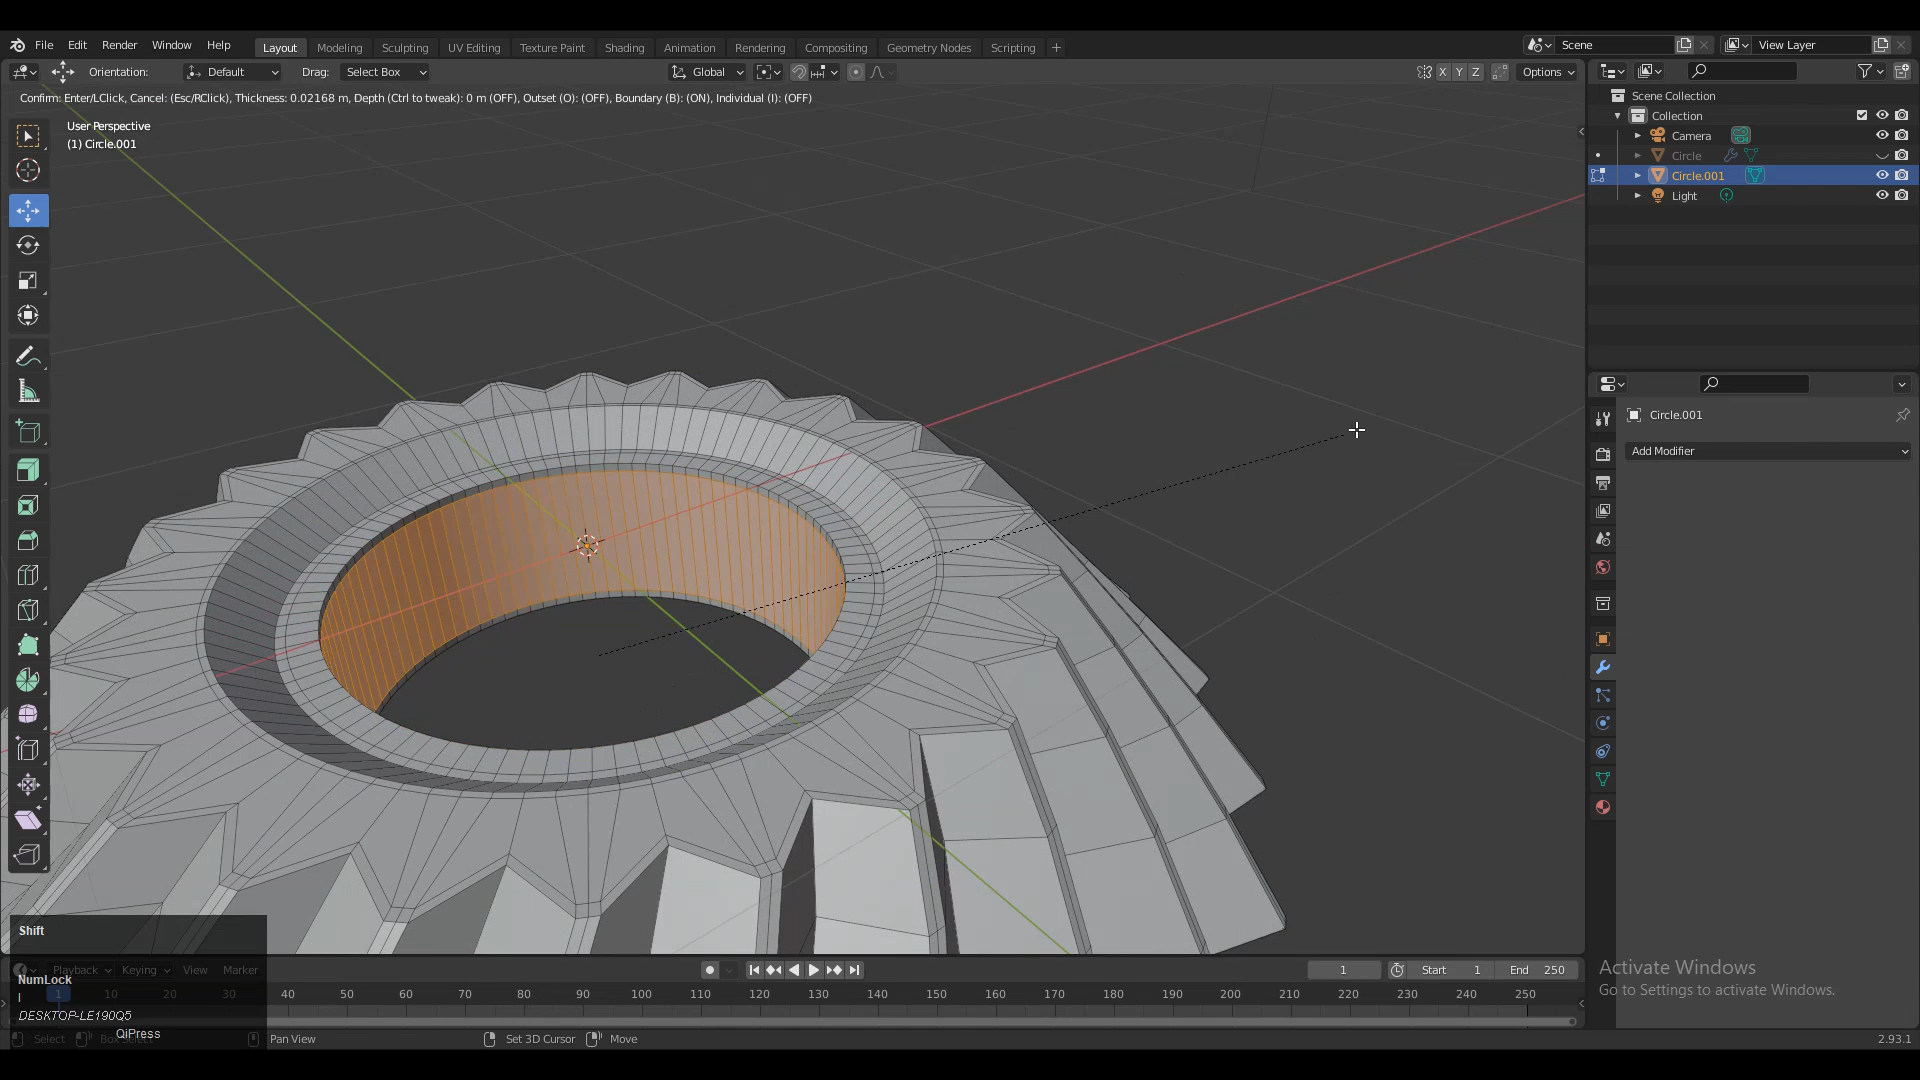 File Edit Render Window Help Layout Modeling Sculpting UV Editing Texture Paint Shading Animation Rendering Compositing Geometry Nodes Scripting + Scene View Layer
Orientation: Default Drag: Select Box Global X Y Z Options
Confirm: Enter/LClick, Cancel: (Esc/RClick), Thickness: 0.02168 m, Depth (Ctrl to tweak): 0 m (OFF), Outset (O): (OFF), Boundary (B): (ON), Individual (I): (OFF)
User Perspective
(1) Circle.001
Scene Collection
Collection
Camera
Circle
Circle.001
Light
Circle.001
Add Modifier
Shift
Playback Keying View Marker
1 Start 1 End 250
NumLock
I
1 10 20 30 40 50 60 70 80 90 100 110 120 130 140 150 160 170 180 190 200 210 220 230 240 250
DESKTOP-LE190Q5
QiPress
Select Box Select Pan View Set 3D Cursor Move 2.93.1
Activate Windows
Go to Settings to activate Windows.